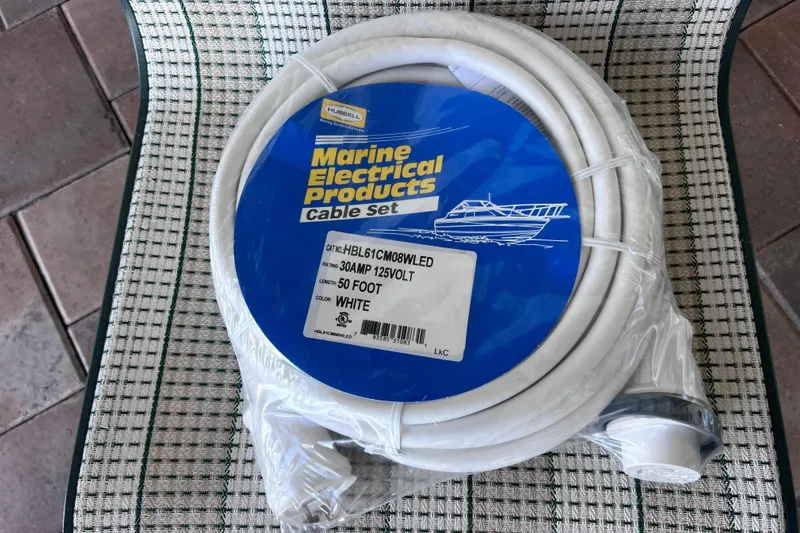 HUBBELL
Marine
Electrical
Products
Cable Set
CAT NO. HBL61CM08WLED
RATING: 30AMP 125VOLT
LENGTH: 50 FOOT
COLOR: WHITE
UL
HBL61CM08WLED
LkC